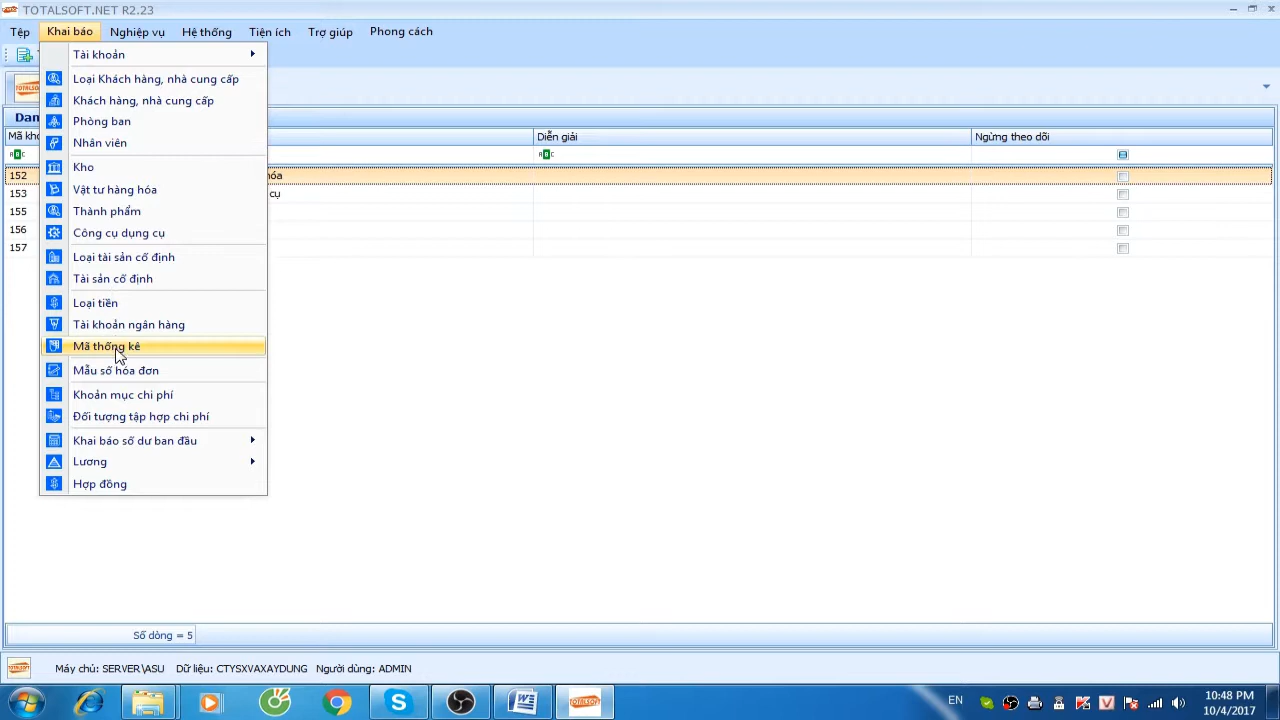 TOTALSOFT.NET R2.23
Tệp Khai báo Nghiệp vụ Hệ thống Tiện ích Trợ giúp Phong cách
Tài khoản
Loại Khách hàng, nhà cung cấp
Khách hàng, nhà cung cấp
Phòng ban
Nhân viên
Kho
Vật tư hàng hóa
Thành phẩm
Công cụ dụng cụ
Loại tài sản cố định
Tài sản cố định
Loại tiền
Tài khoản ngân hàng
Mã thống kê
Mẫu số hóa đơn
Khoản mục chi phí
Đối tượng tập hợp chi phí
Khai báo số dư ban đầu
Lương
Hợp đồng
TOTALSOFT
Dan
Mã kho Diễn giải Ngừng theo dõi
152 hóa
153 cụ
155
156
157
Số dòng = 5
Máy chủ: SERVER\ASU Dữ liệu: CTYSXVAXAYDUNG Người dùng: ADMIN
EN
10:48 PM
10/4/2017